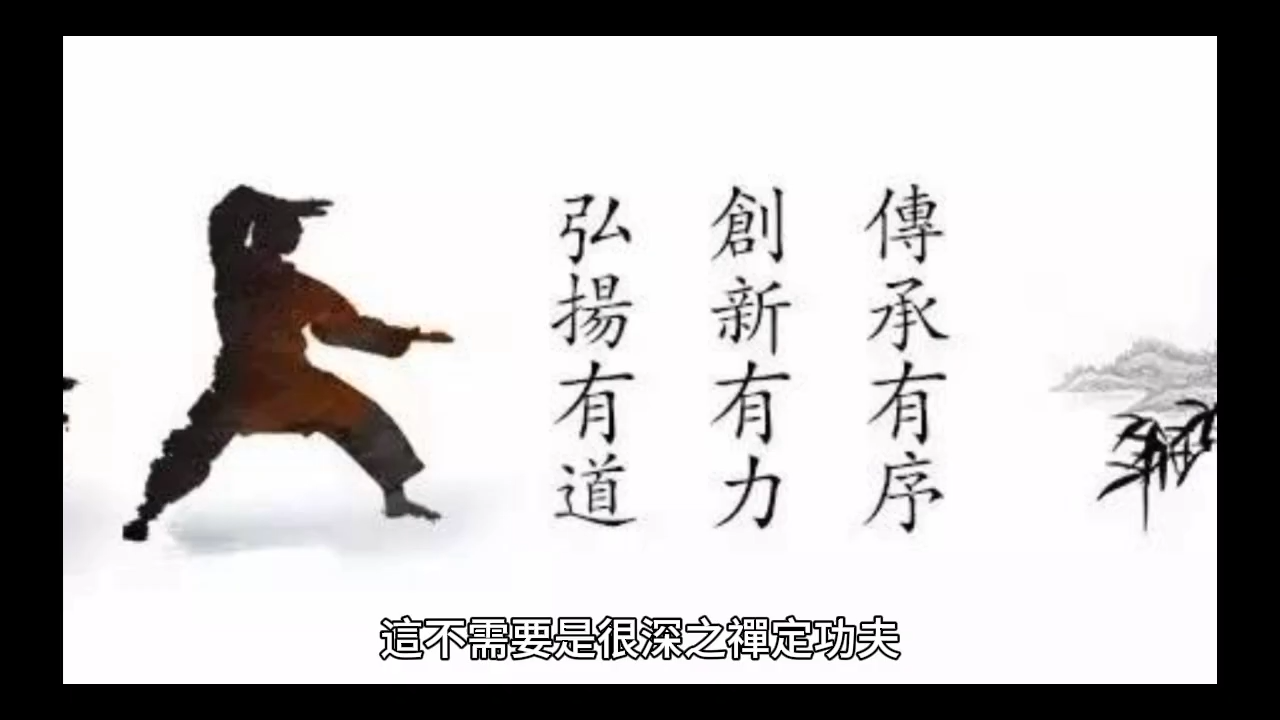 傳承有序
創新有力
弘揚有道
這不需要是很深之禪定功夫